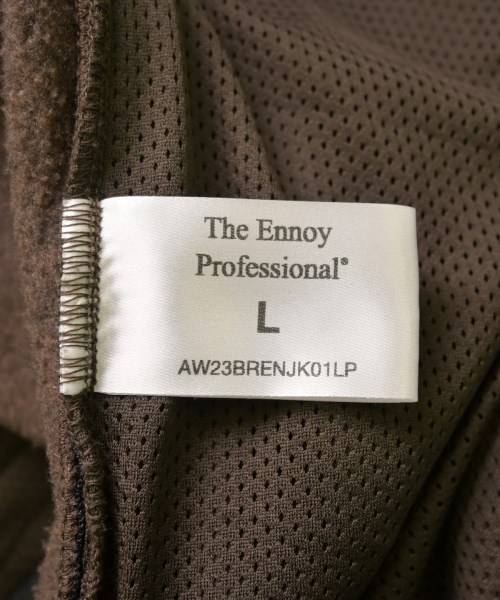 The Ennoy
Professional®
L
AW23BRENJK01LP